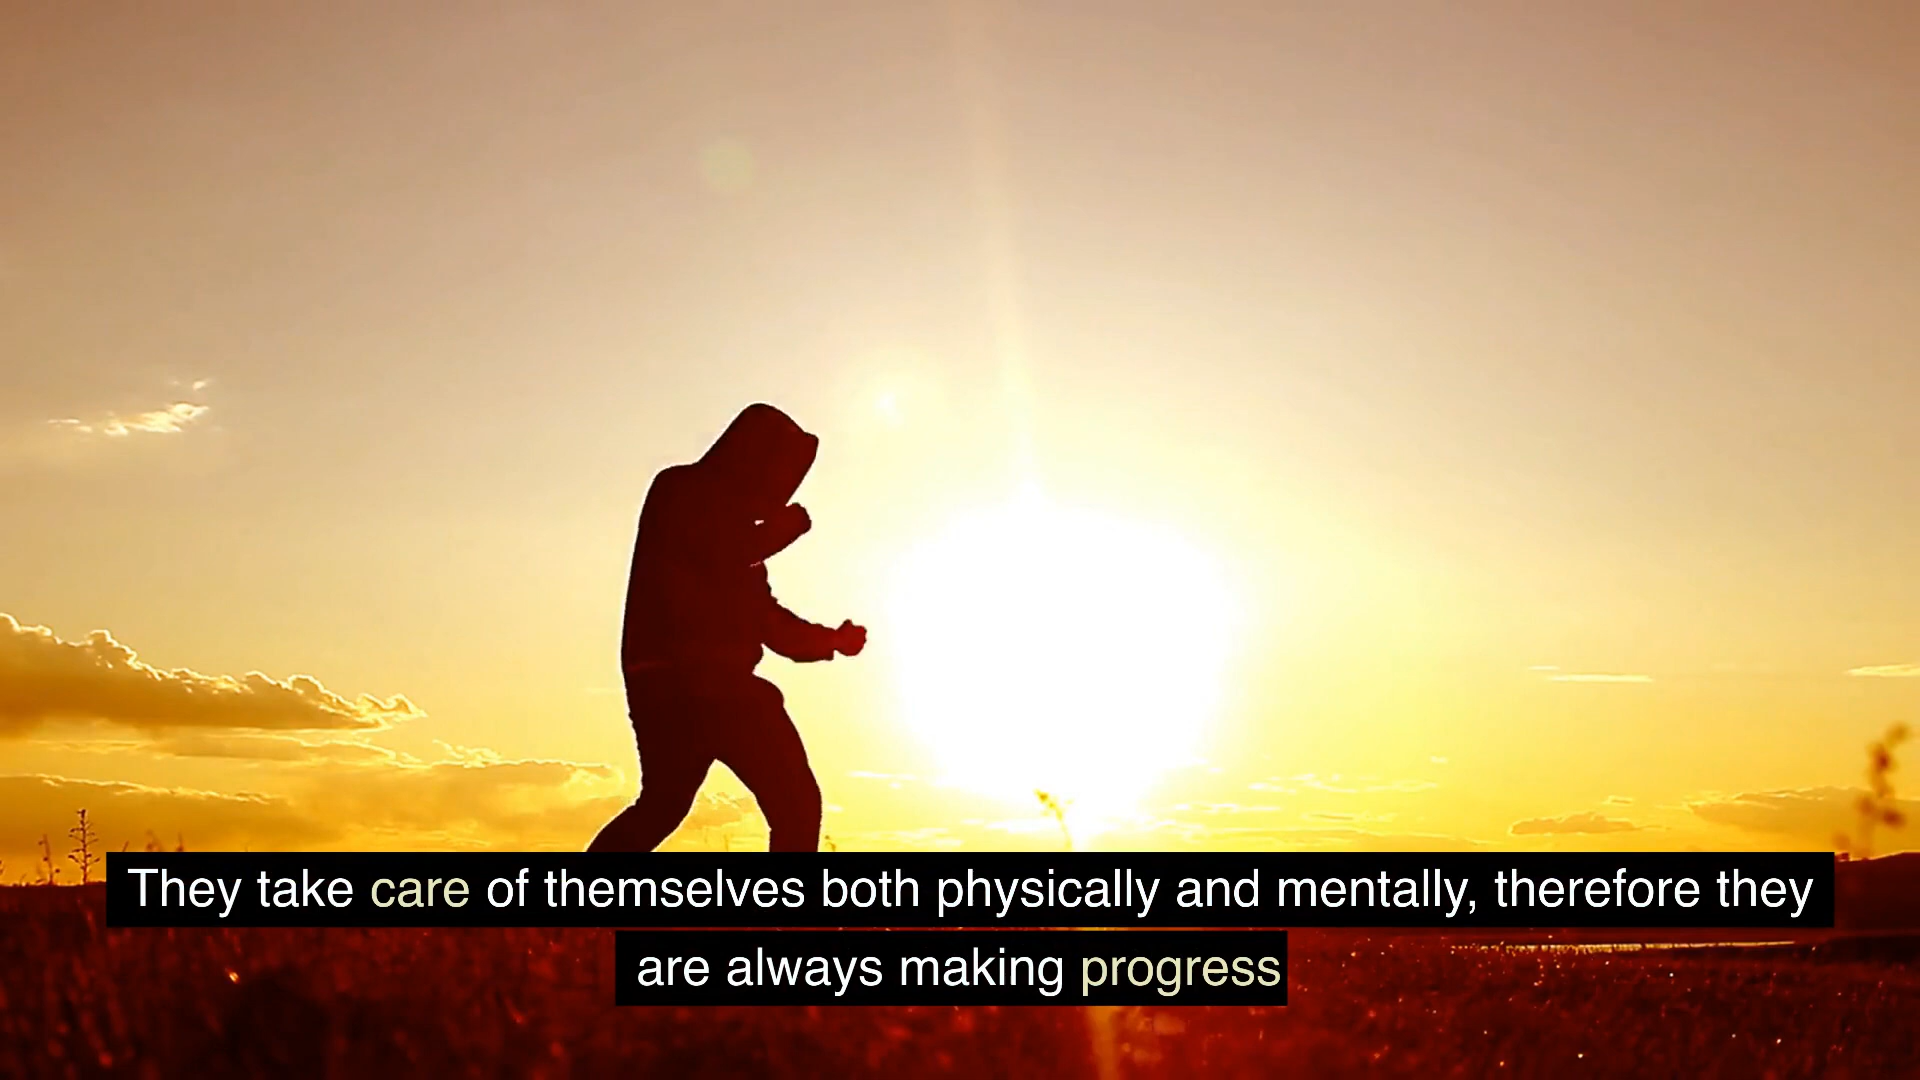 They take care of themselves both physically and mentally, therefore they
are always making progress